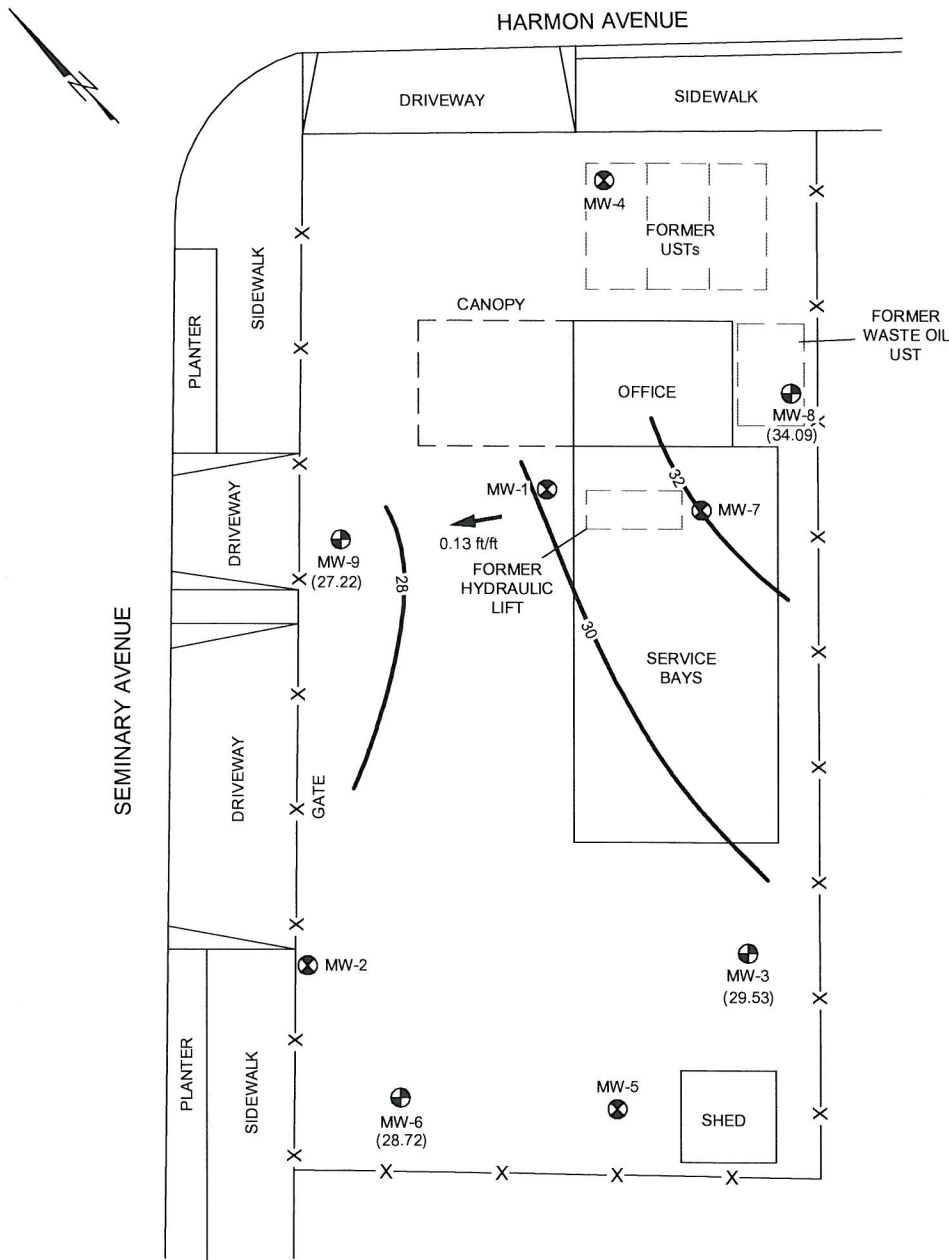 HARMON AVENUE
N
DRIVEWAY
SIDEWALK
MW-4
FORMER
USTs
SIDEWALK
PLANTER
CANOPY
FORMER
WASTE OIL
UST
OFFICE
MW-8
(34.09)
32
MW-1
MW-7
0.13 ft/ft
FORMER
HYDRAULIC
LIFT
DRIVEWAY
MW-9
(27.22)
28
30
SERVICE
BAYS
SEMINARY AVENUE
DRIVEWAY
GATE
MW-2
MW-3
(29.53)
PLANTER
SIDEWALK
MW-6
(28.72)
MW-5
SHED